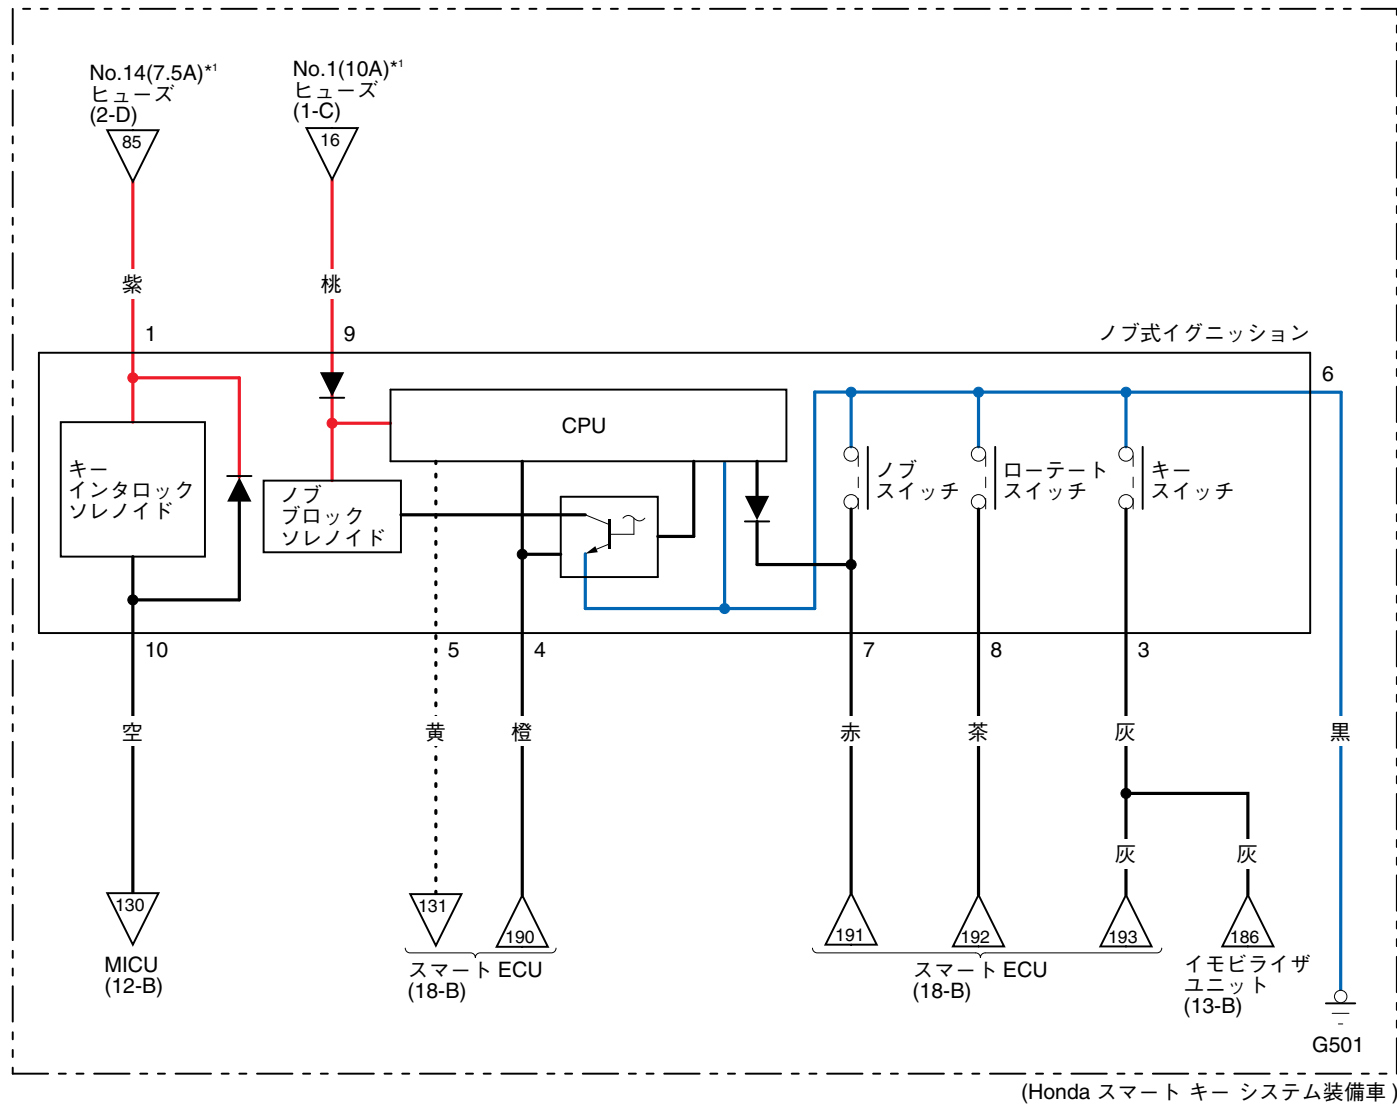 No.14(7.5A)*1
ヒューズ
(2-D)
85
No.1(10A)*1
ヒューズ
(1-C)
16
紫
桃
1
9
ノブ式イグニッション
6
CPU
キー
インタロック
ソレノイド
ノブ
ブロック
ソレノイド
ノブ
スイッチ
ローテート
スイッチ
キー
スイッチ
10
5
4
7
8
3
空
黄
橙
赤
茶
灰
黒
灰
灰
130
131
190
191
192
193
186
MICU
(12-B)
スマート ECU
(18-B)
スマート ECU
(18-B)
イモビライザ
ユニット
(13-B)
G501
(Honda スマート キー システム装備車)